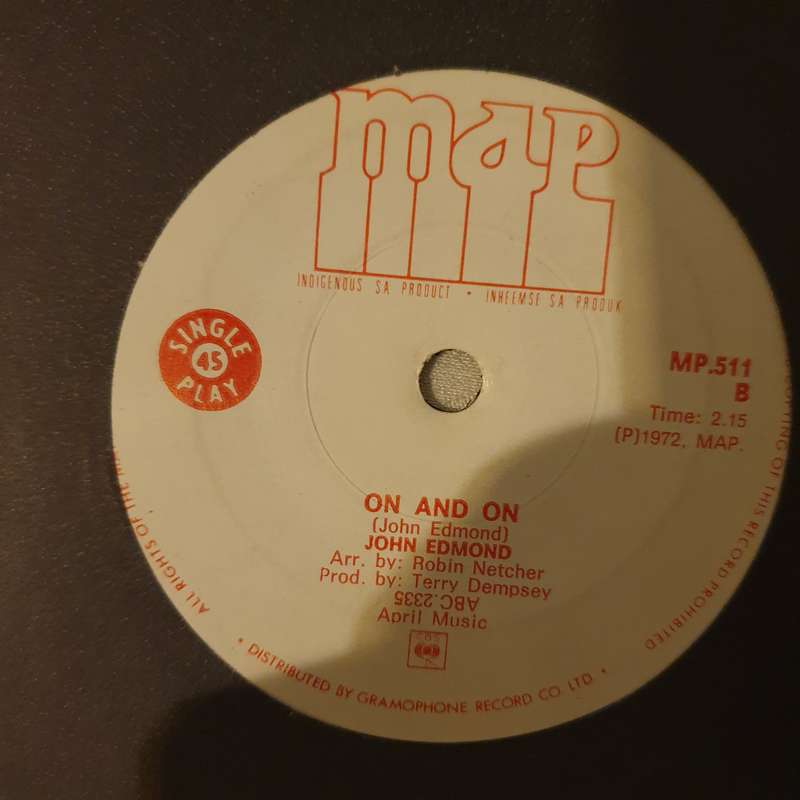 map
INDIGENOUS SA PRODUCT • INHEEMSE SA PRODUK
SINGLE
45
PLAY
MP.511
B
Time: 2.15
(P)1972, MAP.
ON AND ON
(John Edmond)
JOHN EDMOND
Arr. by: Robin Netcher
Prod. by: Terry Dempsey
ABC.2335
April Music
CBS
ALL RIGHTS OF THE
• DISTRIBUTED BY GRAMOPHONE RECORD CO. LTD. •
OF THIS RECORD PROHIBITED